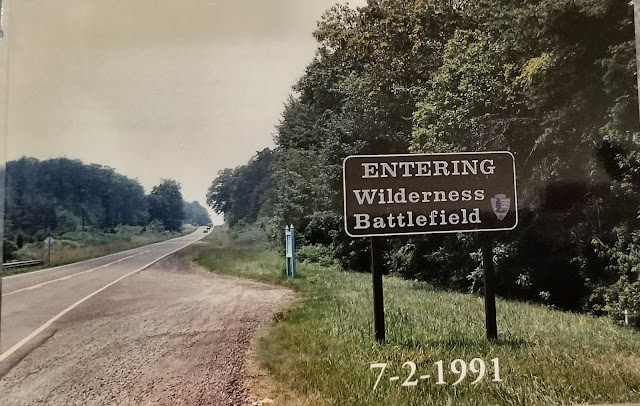 ENTERING
Wilderness
Battlefield
7-2-1991